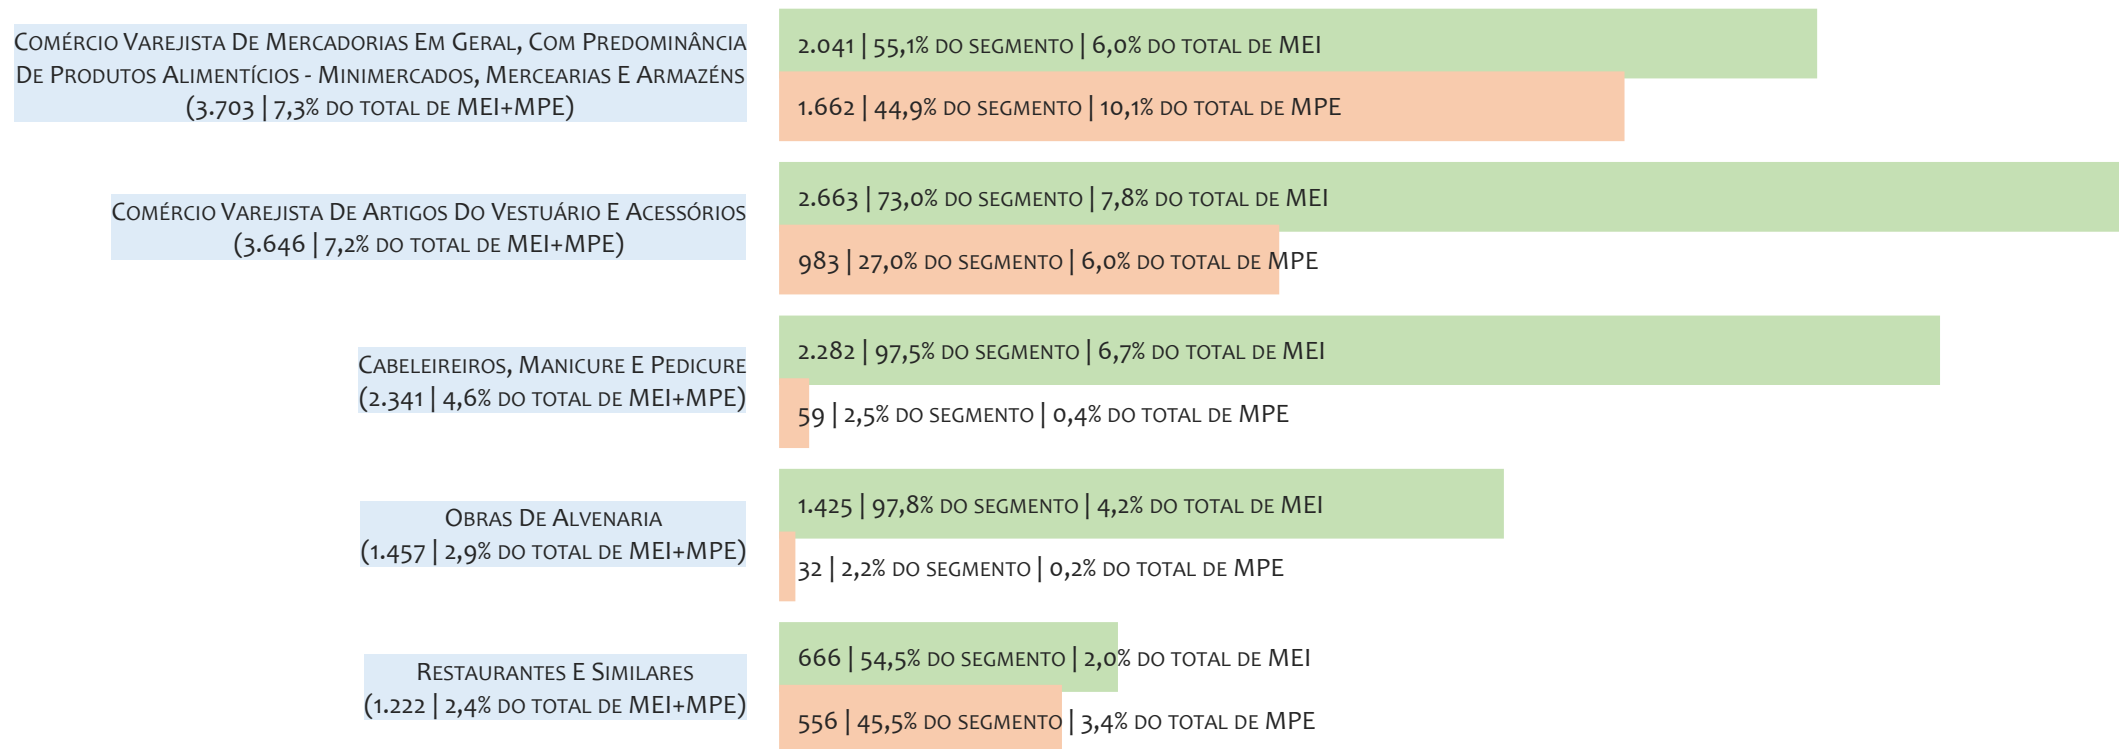 Comércio Varejista De Mercadorias Em Geral, Com Predominância
De Produtos Alimentícios - Minimercados, Mercearias E Armazéns
(3.703 | 7,3% do total de MEI+MPE)
2.041 | 55,1% do segmento | 6,0% do total de MEI
1.662 | 44,9% do segmento | 10,1% do total de MPE
Comércio Varejista De Artigos Do Vestuário E Acessórios
(3.646 | 7,2% do total de MEI+MPE)
2.663 | 73,0% do segmento | 7,8% do total de MEI
983 | 27,0% do segmento | 6,0% do total de MPE
Cabeleireiros, Manicure E Pedicure
(2.341 | 4,6% do total de MEI+MPE)
2.282 | 97,5% do segmento | 6,7% do total de MEI
59 | 2,5% do segmento | 0,4% do total de MPE
Obras De Alvenaria
(1.457 | 2,9% do total de MEI+MPE)
1.425 | 97,8% do segmento | 4,2% do total de MEI
32 | 2,2% do segmento | 0,2% do total de MPE
Restaurantes E Similares
(1.222 | 2,4% do total de MEI+MPE)
666 | 54,5% do segmento | 2,0% do total de MEI
556 | 45,5% do segmento | 3,4% do total de MPE